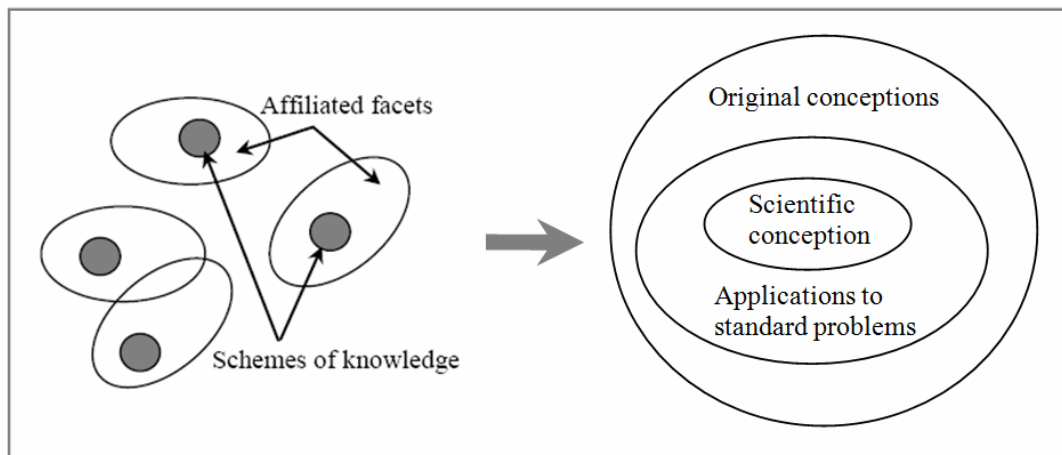 Affiliated facets
Schemes of knowledge
Original conceptions
Scientific
conception
Applications to
standard problems